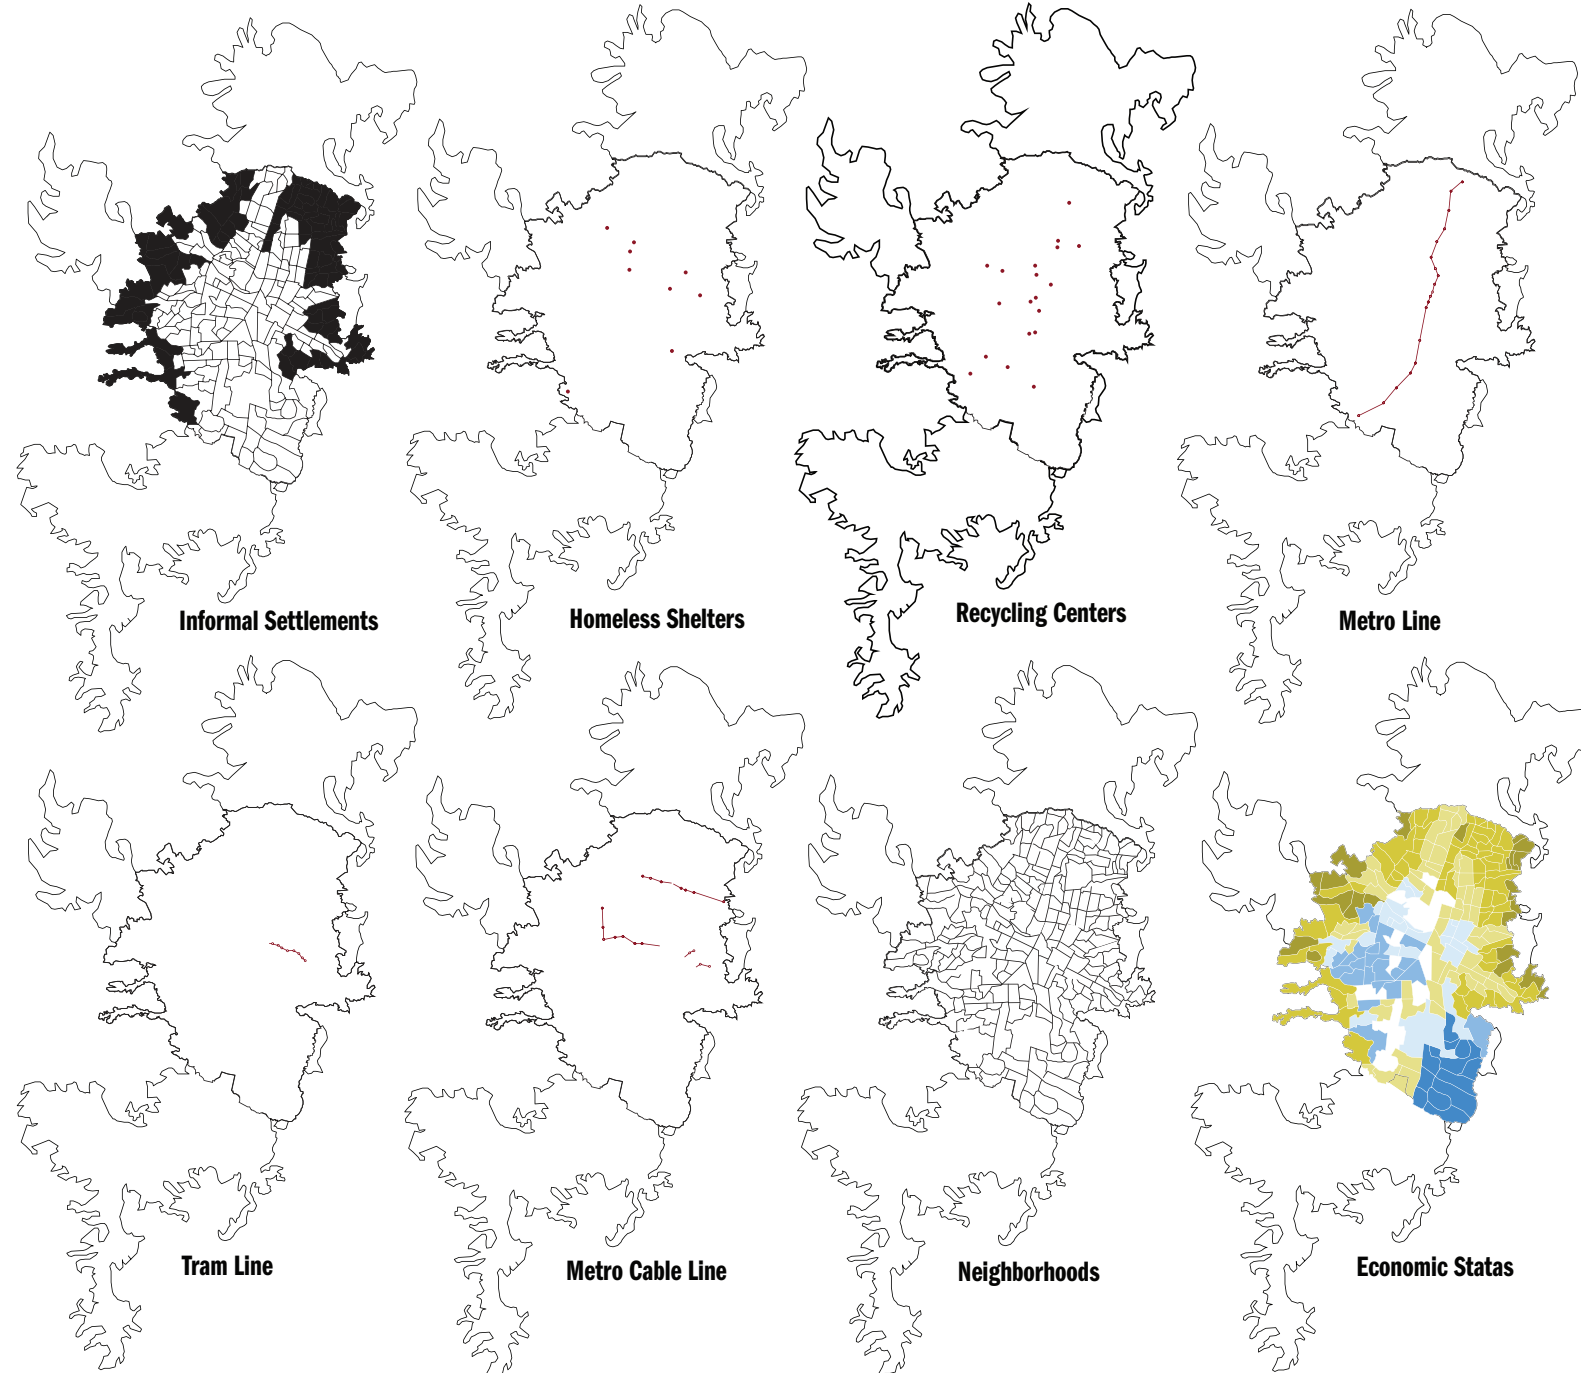 Informal Settlements
Homeless Shelters
Recycling Centers
Metro Line
Tram Line
Metro Cable Line
Neighborhoods
Economic Statas